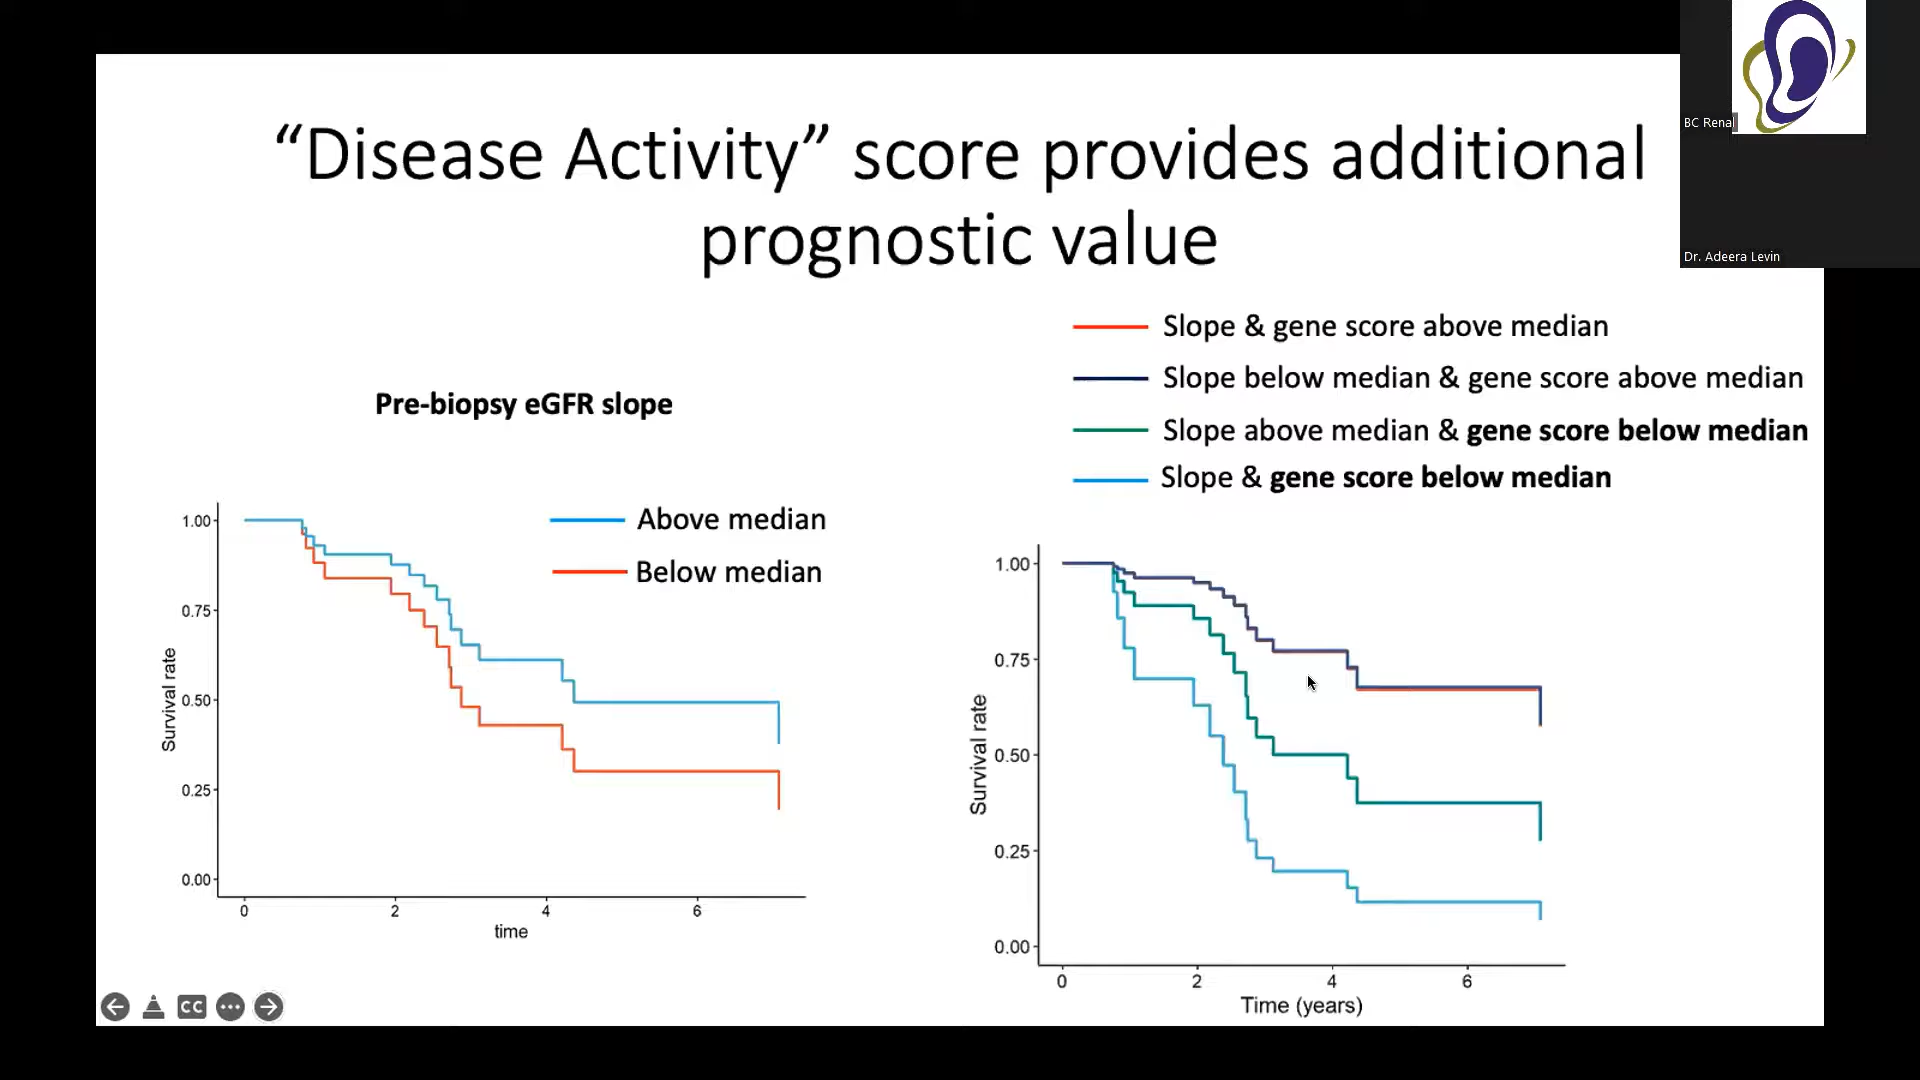 “Disease Activity” score provides additional
prognostic value
BC Renal
Dr. Adeera Levin
Pre-biopsy eGFR slope
Above median
Below median
1.00
0.75
0.50
0.25
0.00
Survival rate
0 2 4 6
time
Slope & gene score above median
Slope below median & gene score above median
Slope above median & gene score below median
Slope & gene score below median
1.00
0.75
0.50
0.25
0.00
Survival rate
0 2 4 6
Time (years)
CC